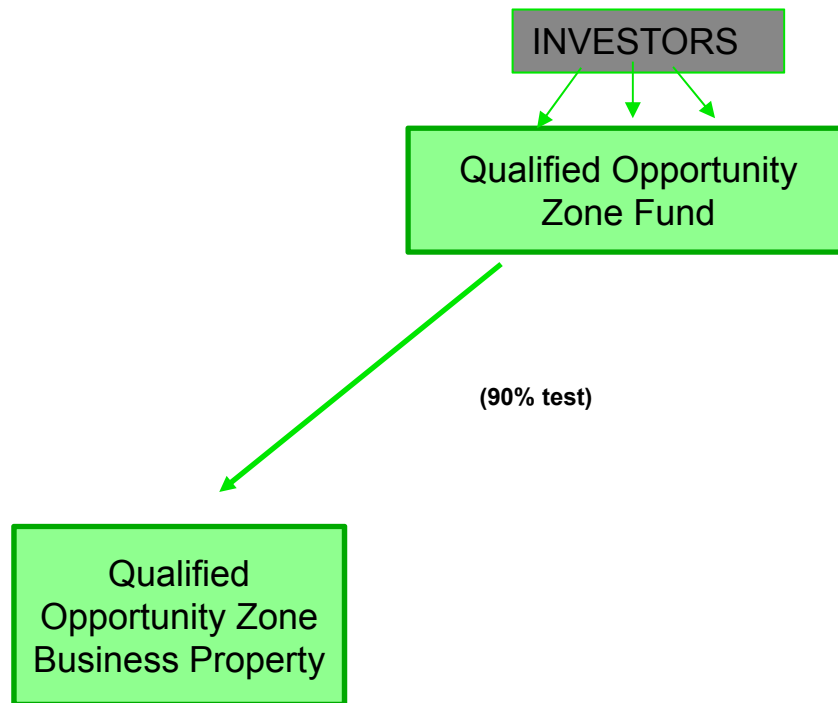 INVESTORS
Qualified Opportunity
Zone Fund
(90% test)
Qualified
Opportunity Zone
Business Property